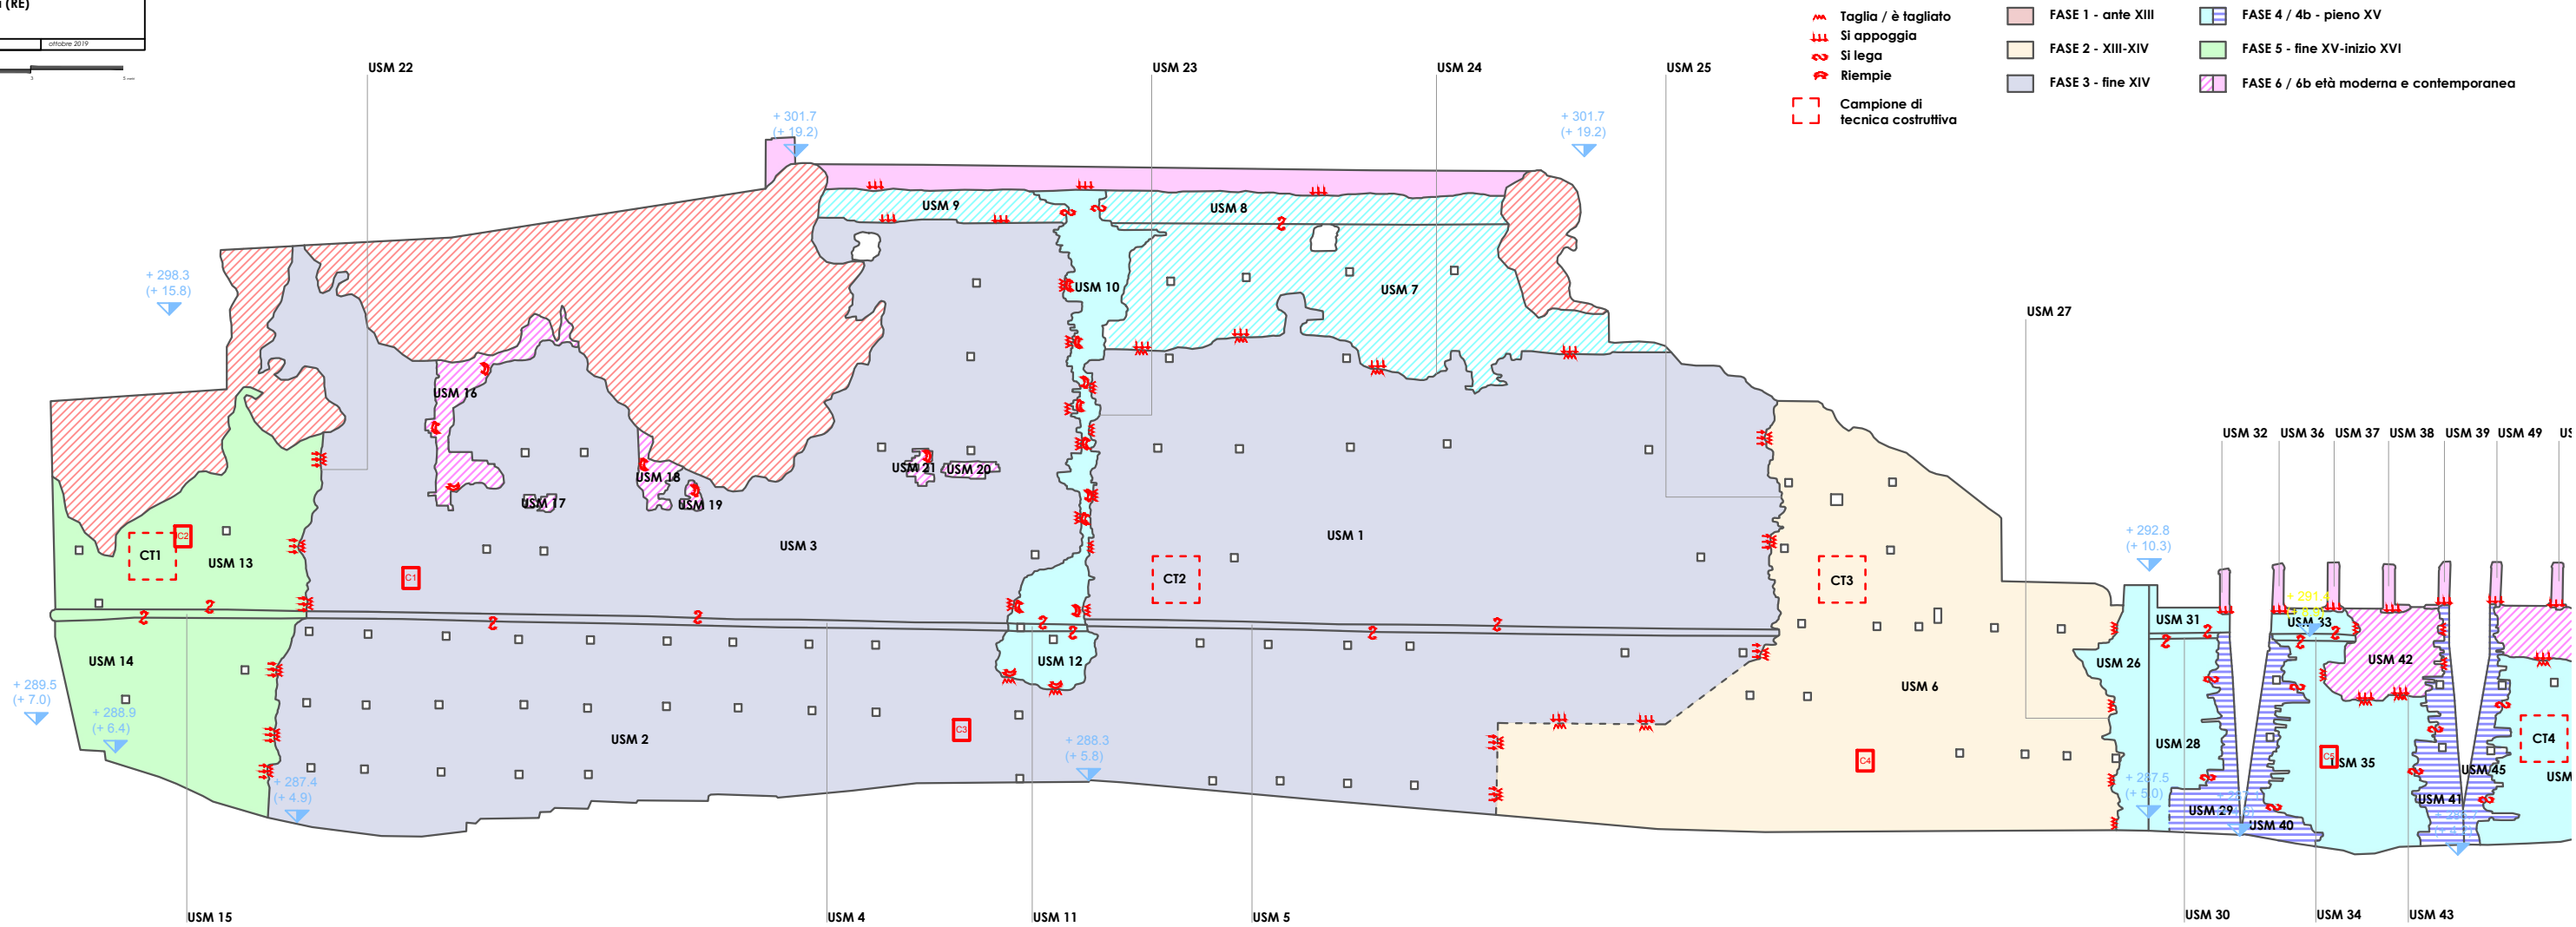 (RE)
ottobre 2019
3
Taglia / è tagliato
Si appoggia
Si lega
Riempie
Campione di
tecnica costruttiva
FASE 1 - ante XIII
FASE 2 - XIII-XIV
FASE 3 - fine XIV
FASE 4 / 4b - pieno XV
FASE 5 - fine XV-inizio XVI
FASE 6 / 6b età moderna e contemporanea
USM 22
USM 23
USM 24
USM 25
+ 301.7
(+ 19.2)
+ 301.7
(+ 19.2)
USM 9
USM 8
+ 298.3
(+ 15.8)
USM 10
USM 7
USM 27
USM 16
USM 32
USM 36
USM 37
USM 38
USM 39
USM 49
USM 21
USM 20
USM 18
USM 17
USM 19
C2
CT1
USM 13
USM 3
USM 1
+ 292.8
(+ 10.3)
C1
CT2
CT3
USM 31
USM 33
USM 14
USM 12
USM 26
USM 42
USM 6
+ 289.5
(+ 7.0)
+ 288.9
(+ 6.4)
USM 2
C3
+ 288.3
(+ 5.8)
USM 28
CT4
C4
USM 35
USM 45
USM
+ 287.4
(+ 4.9)
+ 287.5
(+ 5.0)
USM 29
USM 41
USM 40
USM 15
USM 4
USM 11
USM 5
USM 30
USM 34
USM 43